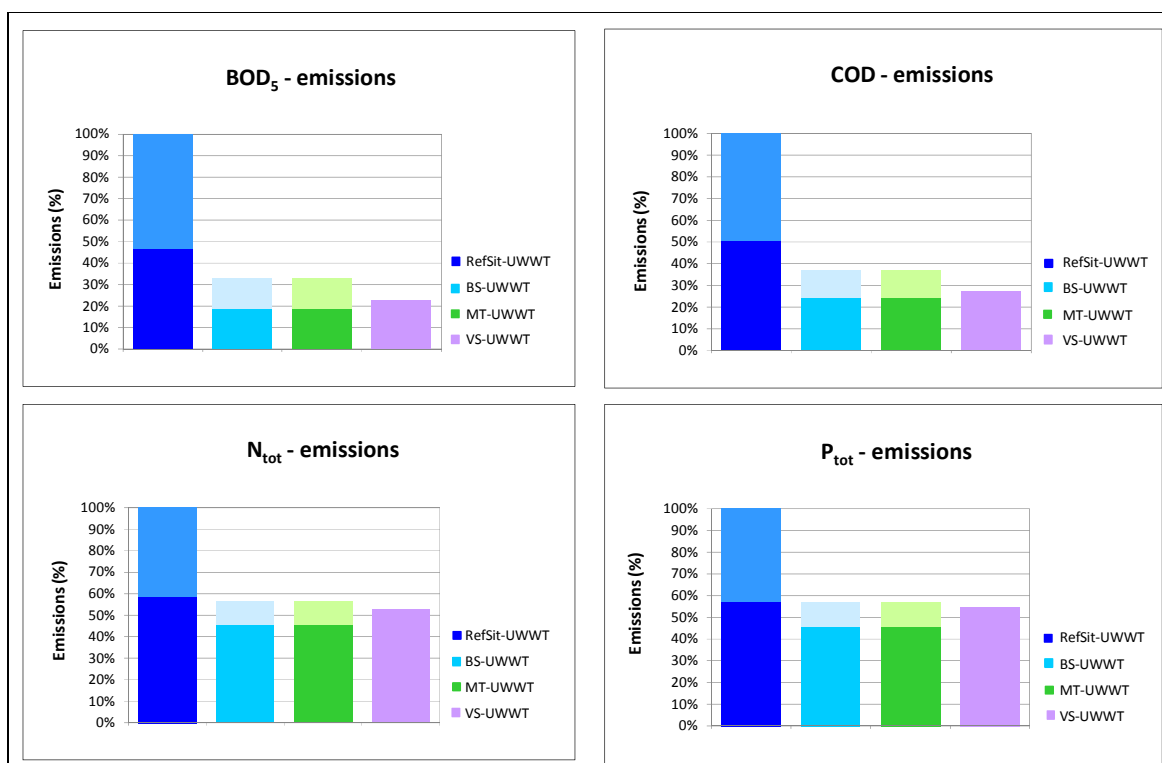 BOD5 - emissions
Emissions (%)
100%
90%
80%
70%
60%
50%
40%
30%
20%
10%
0%
RefSit-UWWT
BS-UWWT
MT-UWWT
VS-UWWT
COD - emissions
Emissions (%)
100%
90%
80%
70%
60%
50%
40%
30%
20%
10%
0%
RefSit-UWWT
BS-UWWT
MT-UWWT
VS-UWWT
Ntot - emissions
Emissions (%)
100%
90%
80%
70%
60%
50%
40%
30%
20%
10%
0%
RefSit-UWWT
BS-UWWT
MT-UWWT
VS-UWWT
Ptot - emissions
Emissions (%)
100%
90%
80%
70%
60%
50%
40%
30%
20%
10%
0%
RefSit-UWWT
BS-UWWT
MT-UWWT
VS-UWWT